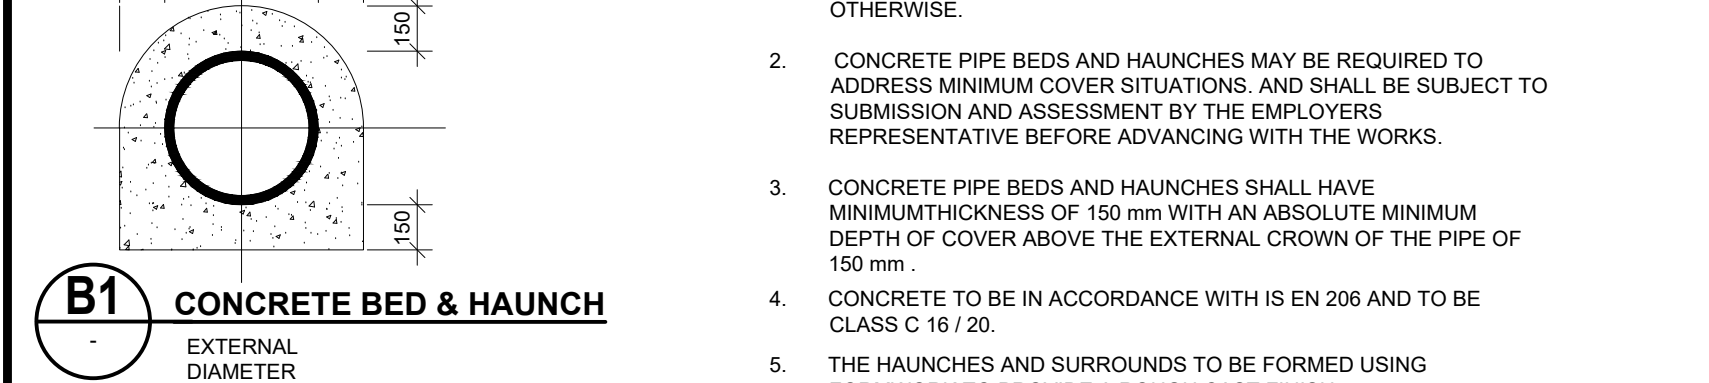 150
150
B1
-
CONCRETE BED & HAUNCH
EXTERNAL
DIAMETER
OTHERWISE.
2. CONCRETE PIPE BEDS AND HAUNCHES MAY BE REQUIRED TO
ADDRESS MINIMUM COVER SITUATIONS. AND SHALL BE SUBJECT TO
SUBMISSION AND ASSESSMENT BY THE EMPLOYERS
REPRESENTATIVE BEFORE ADVANCING WITH THE WORKS.
3. CONCRETE PIPE BEDS AND HAUNCHES SHALL HAVE
MINIMUMTHICKNESS OF 150 mm WITH AN ABSOLUTE MINIMUM
DEPTH OF COVER ABOVE THE EXTERNAL CROWN OF THE PIPE OF
150 mm .
4. CONCRETE TO BE IN ACCORDANCE WITH IS EN 206 AND TO BE
CLASS C 16 / 20.
5. THE HAUNCHES AND SURROUNDS TO BE FORMED USING